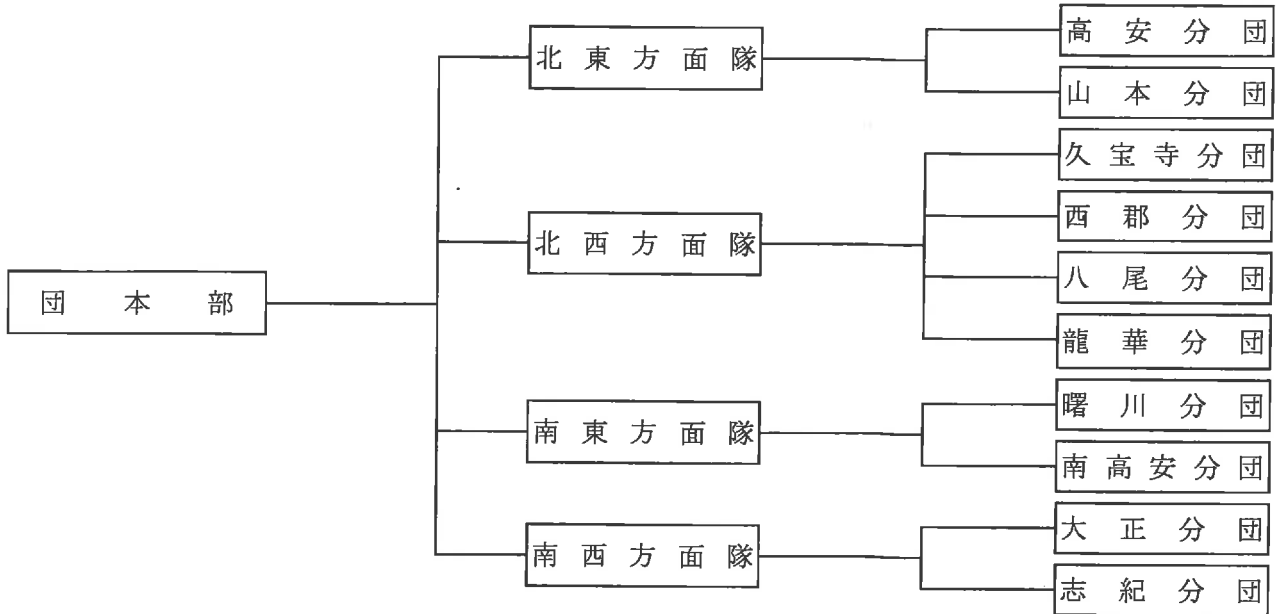 団本部
北東方面隊
高安分団
山本分団
北西方面隊
久宝寺分団
西郡分団
八尾分団
龍華分団
南東方面隊
曙川分団
南高安分団
南西方面隊
大正分団
志紀分団